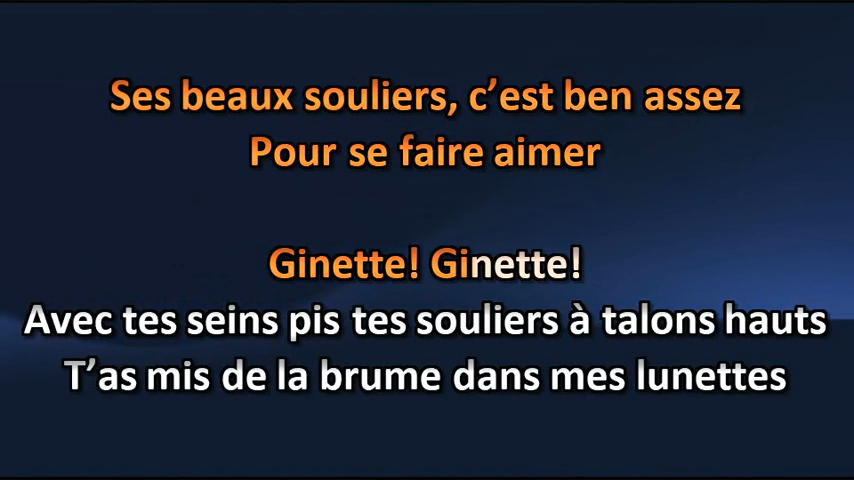 Ses beaux souliers, c’est ben assez
Pour se faire aimer
Ginette! Ginette!
Avec tes seins pis tes souliers à talons hauts
T’as mis de la brume dans mes lunettes